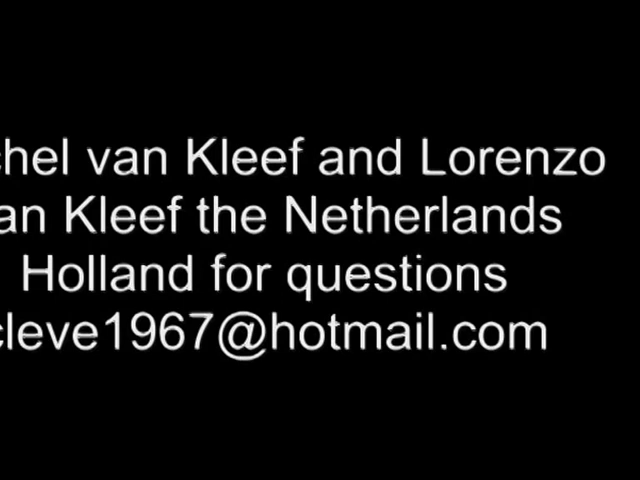 chel van Kleef and Lorenzo
an Kleef the Netherlands
Holland for questions
cleve1967@hotmail.com